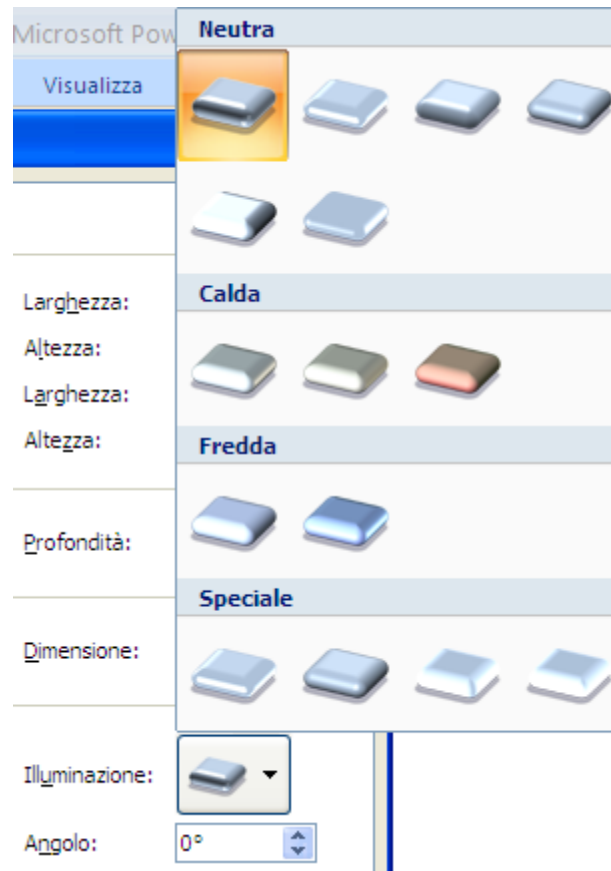 Microsoft Pow
Neutra
Visualizza
Larghezza:
Altezza:
Larghezza:
Altezza:
Calda
Fredda
Profondità:
Speciale
Dimensione:
Illuminazione:
Angolo: 0°